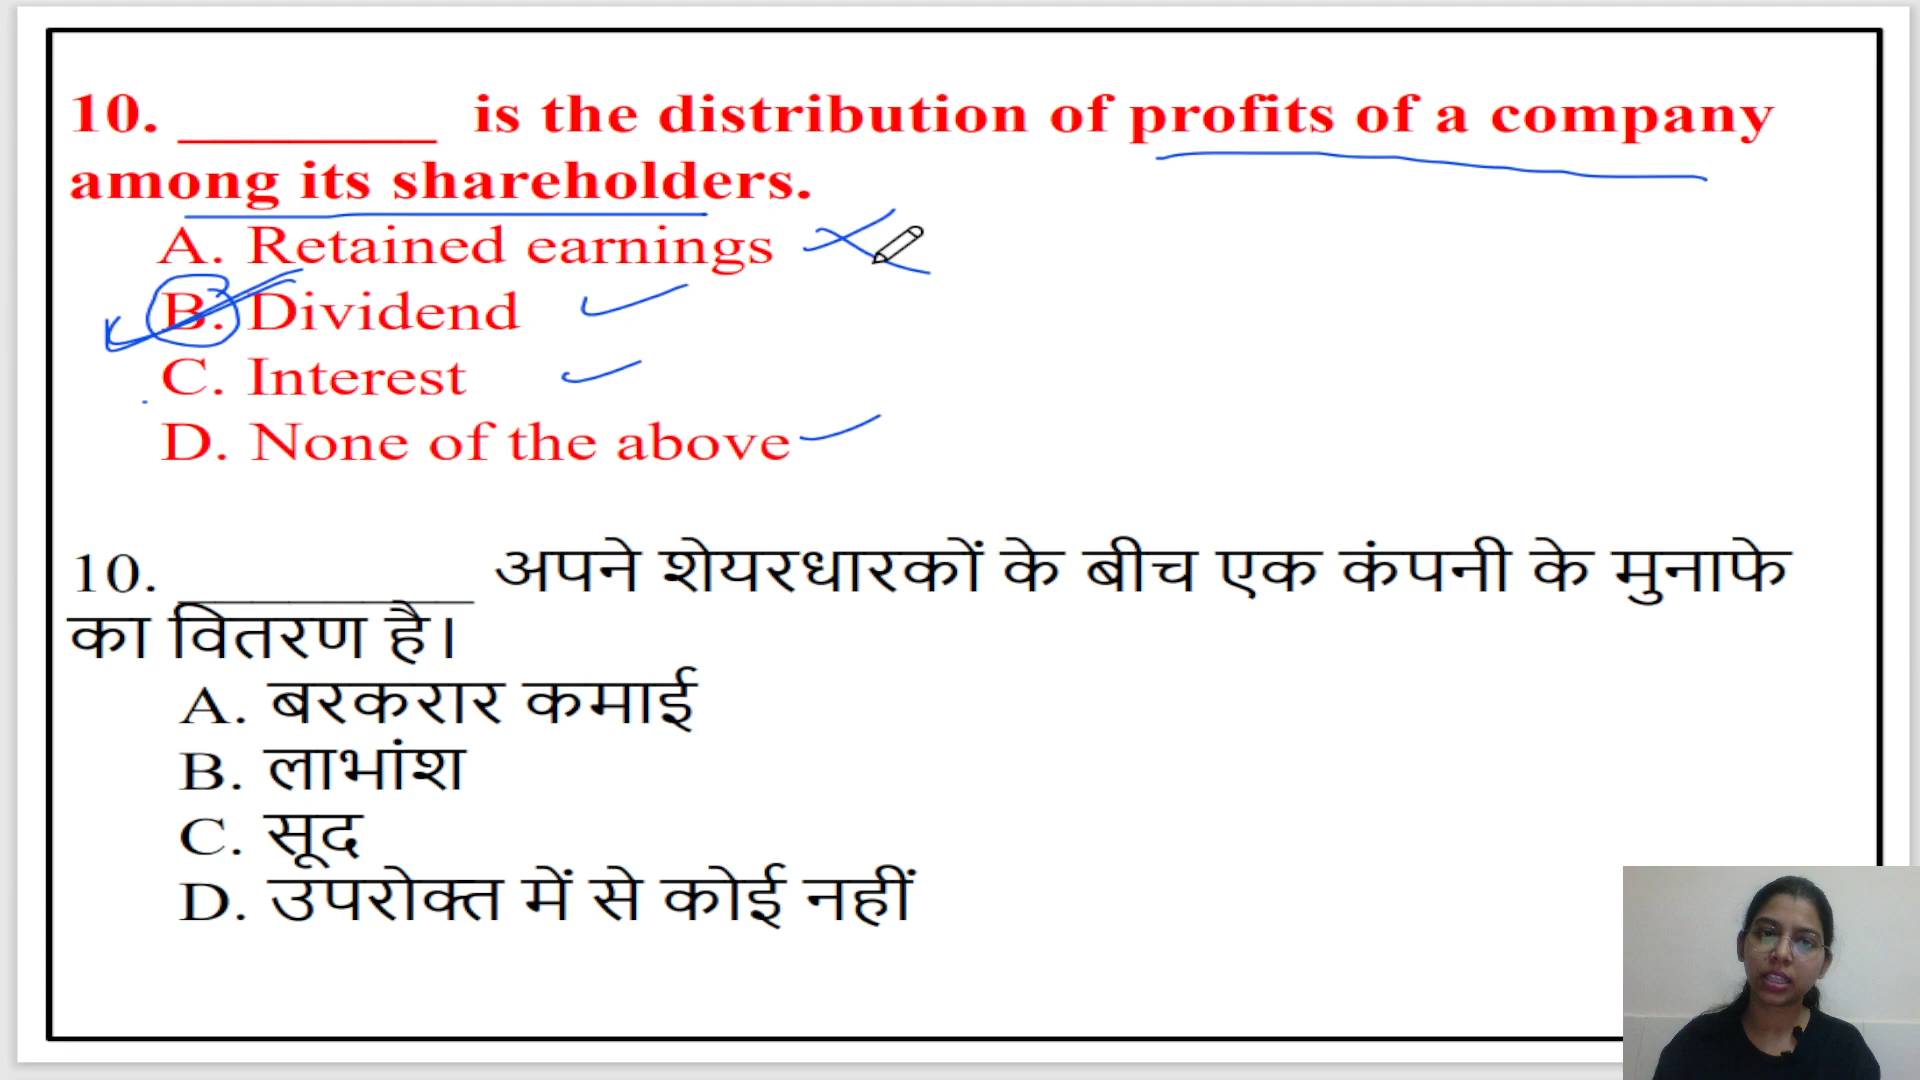 10. ________ is the distribution of profits of a company
among its shareholders.
A. Retained earnings
B. Dividend
C. Interest
D. None of the above
10. _________ अपने शेयरधारकों के बीच एक कंपनी के मुनाफे
का वितरण है।
A. बरकरार कमाई
B. लाभांश
C. सूद
D. उपरोक्त में से कोई नहीं